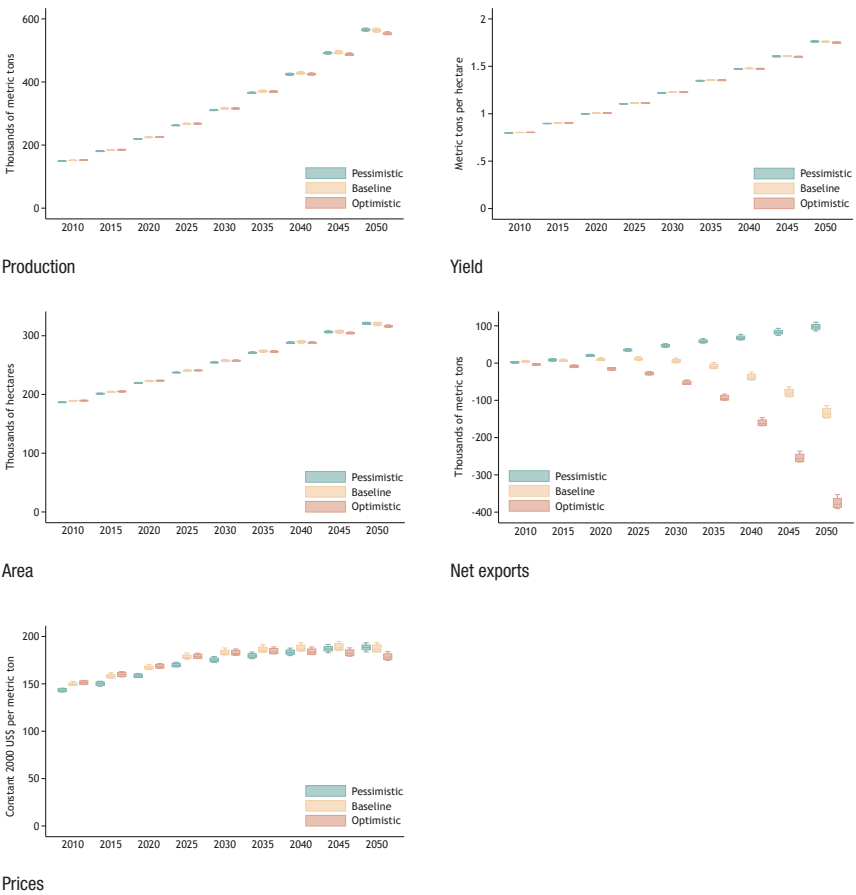 600
400
200
0
Thousands of metric tons
Pessimistic
Baseline
Optimistic
2010 2015 2020 2025 2030 2035 2040 2045 2050
Production
2
1.5
1
.5
0
Metric tons per hectare
Pessimistic
Baseline
Optimistic
2010 2015 2020 2025 2030 2035 2040 2045 2050
Yield
300
200
100
0
Thousands of hectares
Pessimistic
Baseline
Optimistic
2010 2015 2020 2025 2030 2035 2040 2045 2050
Area
100
0
-100
-200
-300
-400
Thousands of metric tons
Pessimistic
Baseline
Optimistic
2010 2015 2020 2025 2030 2035 2040 2045 2050
Net exports
200
150
100
50
0
Constant 2000 US$ per metric ton
Pessimistic
Baseline
Optimistic
2010 2015 2020 2025 2030 2035 2040 2045 2050
Prices